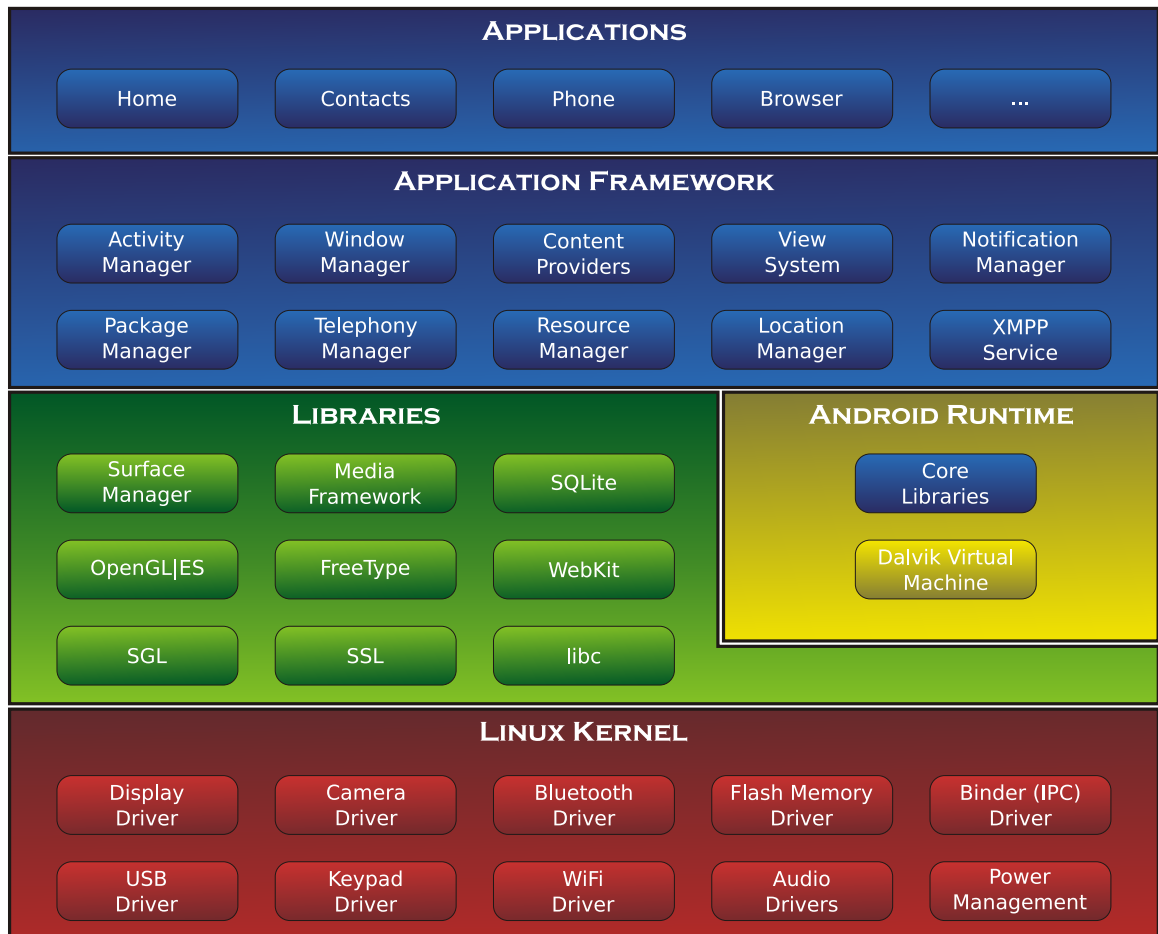 APPLICATIONS
Home
Contacts
Phone
Browser
...
APPLICATION FRAMEWORK
Activity
Manager
Window
Manager
Content
Providers
View
System
Notification
Manager
Package
Manager
Telephony
Manager
Resource
Manager
Location
Manager
XMPP
Service
LIBRARIES
Surface
Manager
Media
Framework
SQLite
OpenGL|ES
FreeType
WebKit
SGL
SSL
libc
ANDROID RUNTIME
Core
Libraries
Dalvik Virtual
Machine
LINUX KERNEL
Display
Driver
Camera
Driver
Bluetooth
Driver
Flash Memory
Driver
Binder (IPC)
Driver
USB
Driver
Keypad
Driver
WiFi
Driver
Audio
Drivers
Power
Management